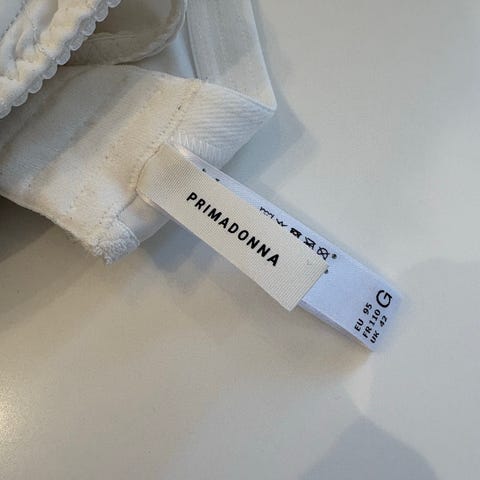 PRIMADONNA
EU 95
FR 110 G
UK 42